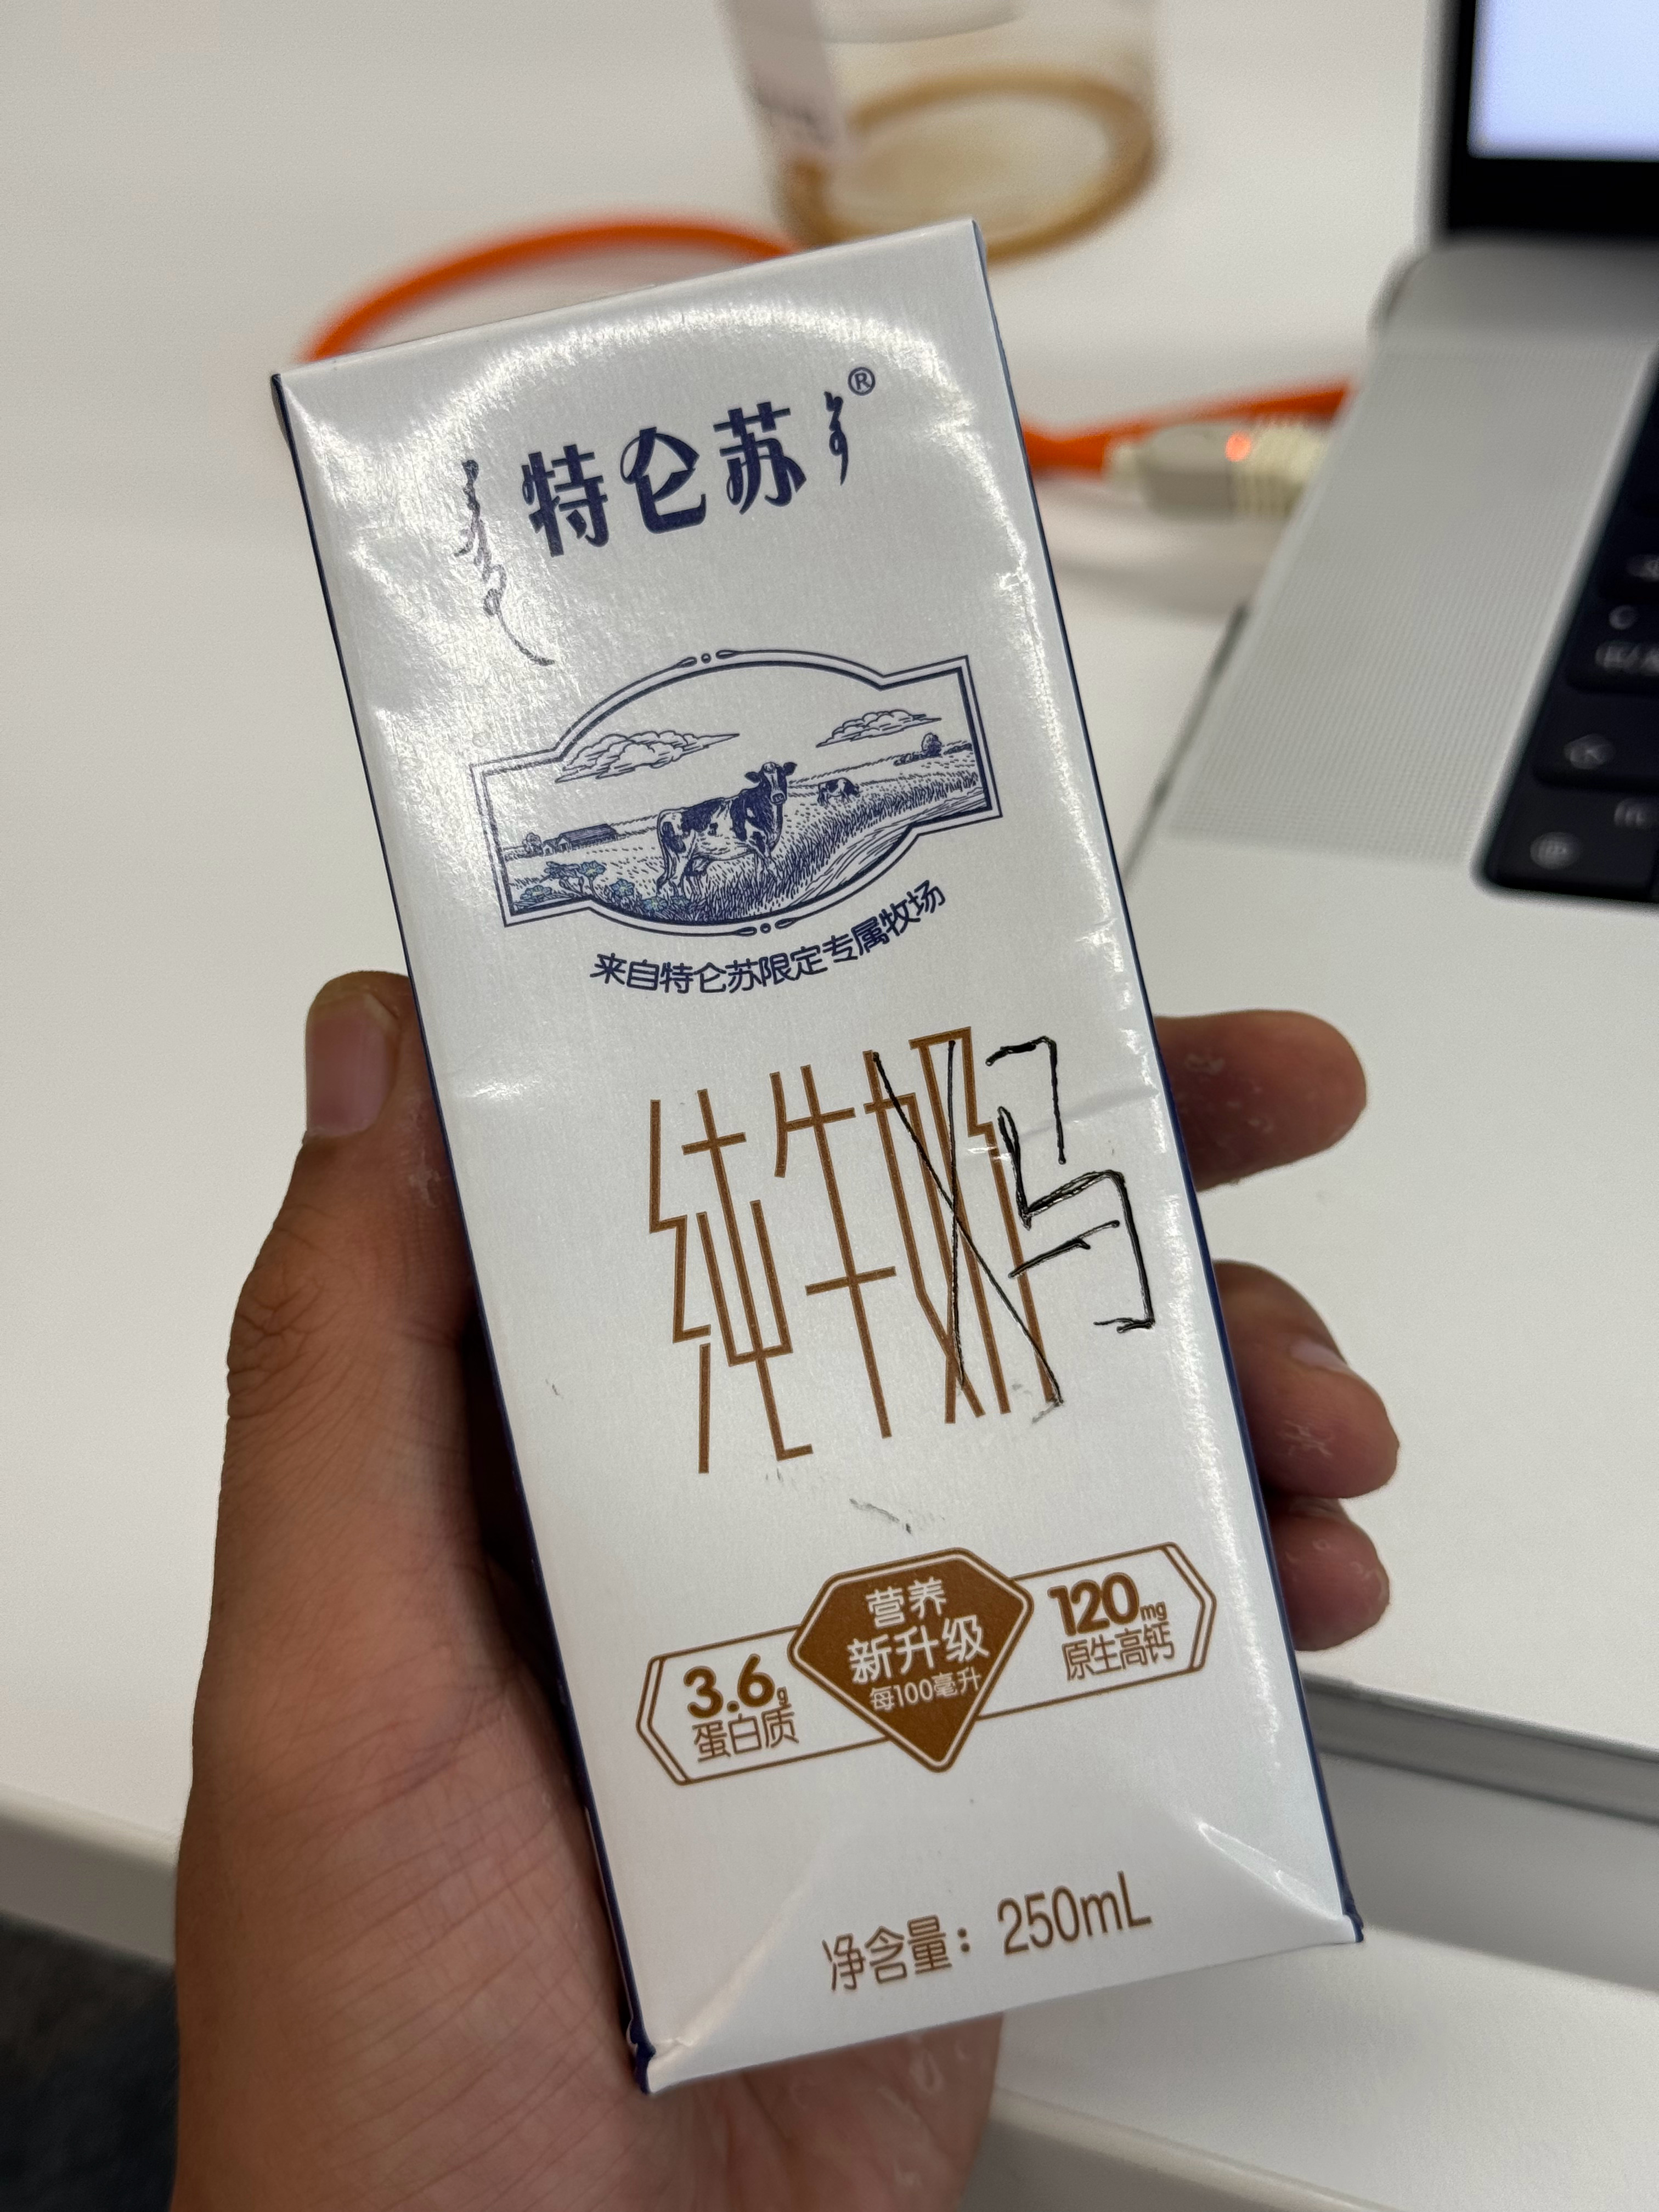 特仑苏®
来自特仑苏限定专属牧场
纯牛奶马
营养
新升级
每100毫升
3.6g
蛋白质
120mg
原生高钙
净含量：250mL